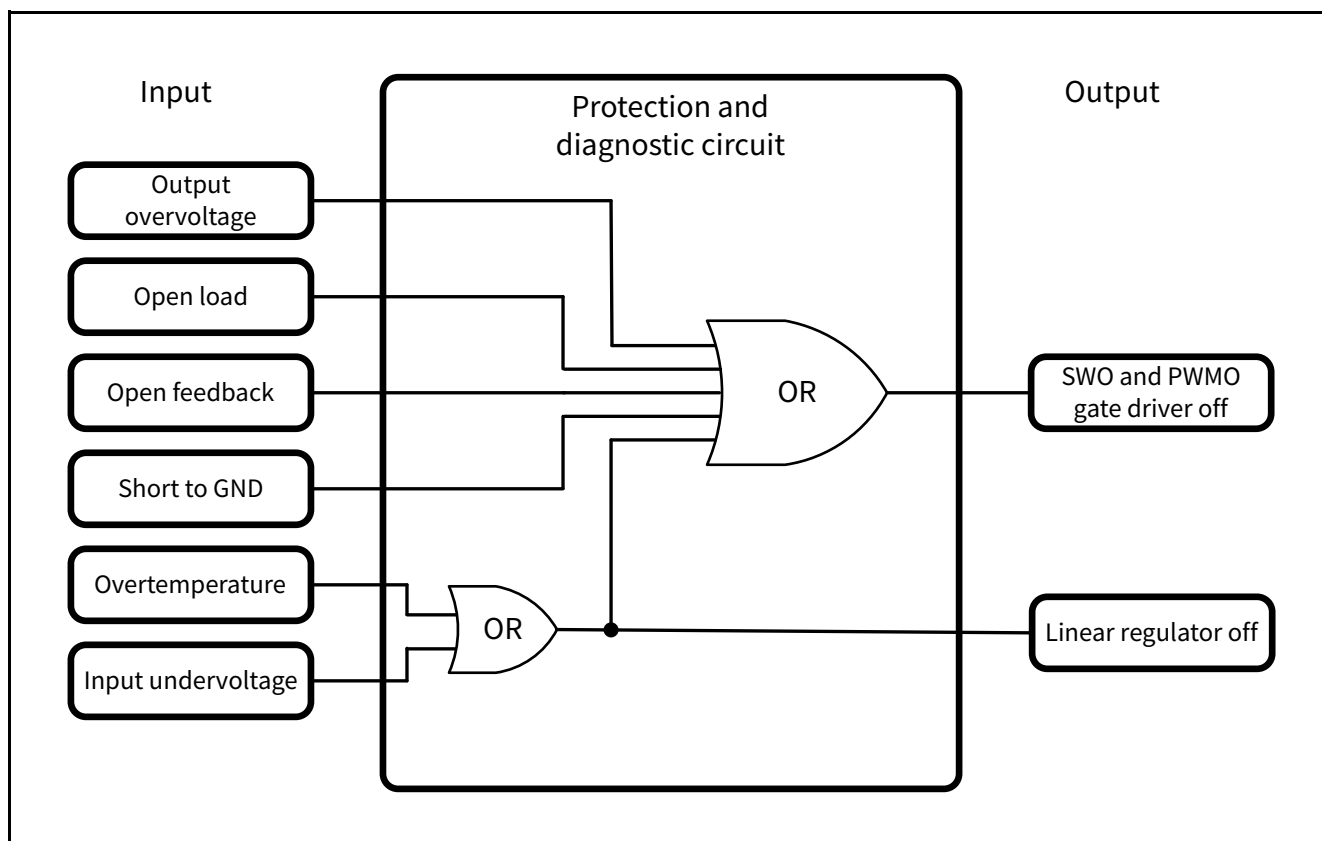 Input
Protection and
diagnostic circuit
Output
Output
overvoltage
Open load
Open feedback
Short to GND
Overtemperature
Input undervoltage
OR
OR
SWO and PWMO
gate driver off
Linear regulator off